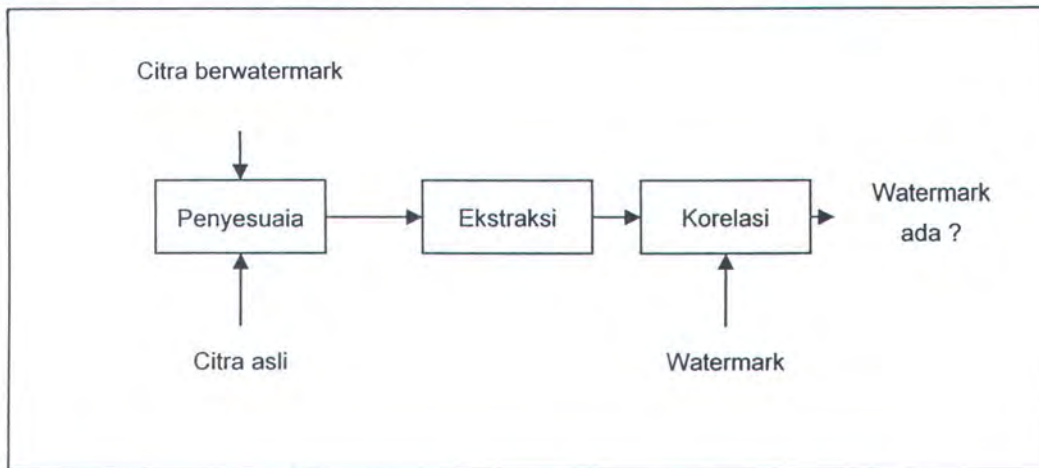 Citra berwatermark
Penyesuaia
Ekstraksi
Korelasi
Watermark
ada ?
Citra asli
Watermark